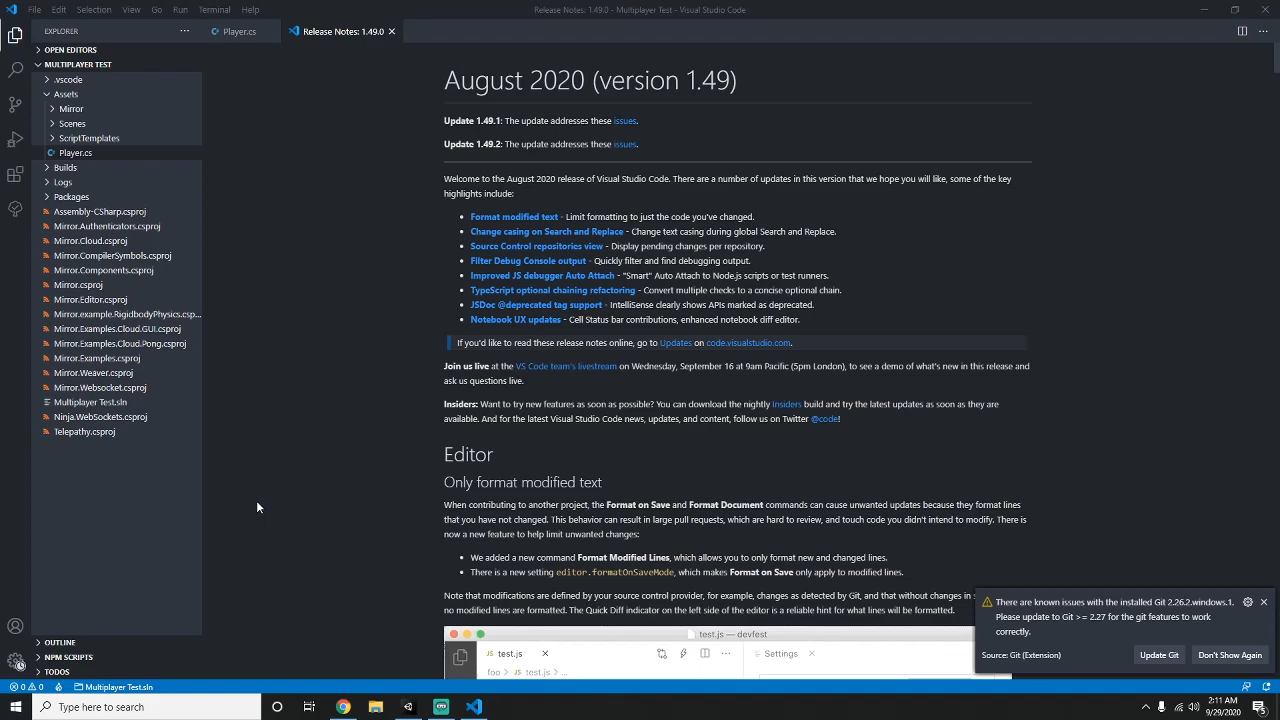 File Edit Selection View Run Terminal Help
Release Notes: 1.49.0 - Multiplayer Test - Visual Studio Code
EXPLORER
Player.cs
Release Notes: 1.49.0
OPEN EDITORS
MULTIPLAYER TEST
.vscode
Assets
Mirror
Scenes
ScriptTemplates
Player.cs
Builds
Logs
Packages
Assembly-CSharp.csproj
Mirror.Authenticators.csproj
Mirror.Cloud.csproj
Mirror.CompilerSymbols.csproj
Mirror.Components.csproj
Mirror.csproj
Mirror.Editor.csproj
Mirror.example.RigidbodyPhysics.csp...
Mirror.Examples.Cloud.GUI.csproj
Mirror.Examples.Cloud.Pong.csproj
Mirror.Examples.csproj
Mirror.Weaver.csproj
Mirror.Websocket.csproj
Multiplayer Test.sln
Ninja.WebSockets.csproj
Telepathy.csproj
OUTLINE
NPM SCRIPTS
TODOS
August 2020 (version 1.49)
Update 1.49.1: The update addresses these issues.
Update 1.49.2: The update addresses these issues.
Welcome to the August 2020 release of Visual Studio Code. There are a number of updates in this version that we hope you will like, some of the key
highlights include:
• Format modified text - Limit formatting to just the code you've changed.
• Change casing on Search and Replace - Change text casing during global Search and Replace.
• Source Control repositories view - Display pending changes per repository.
• Filter Debug Console output - Quickly filter and find debugging output.
• Improved JS debugger Auto Attach - "Smart" Auto Attach to Node.js scripts or test runners.
• TypeScript optional chaining refactoring - Convert multiple checks to a concise optional chain.
• JSDoc @deprecated tag support - IntelliSense clearly shows APIs marked as deprecated.
• Notebook UX updates - Cell Status bar contributions, enhanced notebook diff editor.
If you'd like to read these release notes online, go to Updates on code.visualstudio.com.
Join us live at the VS Code team's livestream on Wednesday, September 16 at 9am Pacific (5pm London), to see a demo of what's new in this release and
ask us questions live.
Insiders: Want to try new features as soon as possible? You can download the nightly Insiders build and try the latest updates as soon as they are
available. And for the latest Visual Studio Code news, updates, and content, follow us on Twitter @code!
Editor
Only format modified text
When contributing to another project, the Format on Save and Format Document commands can cause unwanted updates because they format lines
that you have not changed. This behavior can result in large pull requests, which are hard to review, and touch code you didn't intend to modify. There is
now a new feature to help limit unwanted changes:
• We added a new command Format Modified Lines, which allows you to only format new and changed lines.
• There is a new setting editor.formatOnSaveMode, which makes Format on Save only apply to modified lines.
Note that modifications are defined by your source control provider, for example, changes as detected by Git, and that without changes in s
no modified lines are formatted. The Quick Diff indicator on the left side of the editor is a reliable hint for what lines will be formatted.
test.js — devfest
test.js
Settings
foo > test.js > ...
There are known issues with the installed Git 2.26.2.windows.1.
Please update to Git >= 2.27 for the git features to work
correctly.
Source: Git (Extension)
Update Git
Don't Show Again
0 0
Multiplayer Test.sln
Type here to search
2:11 AM
9/29/2020